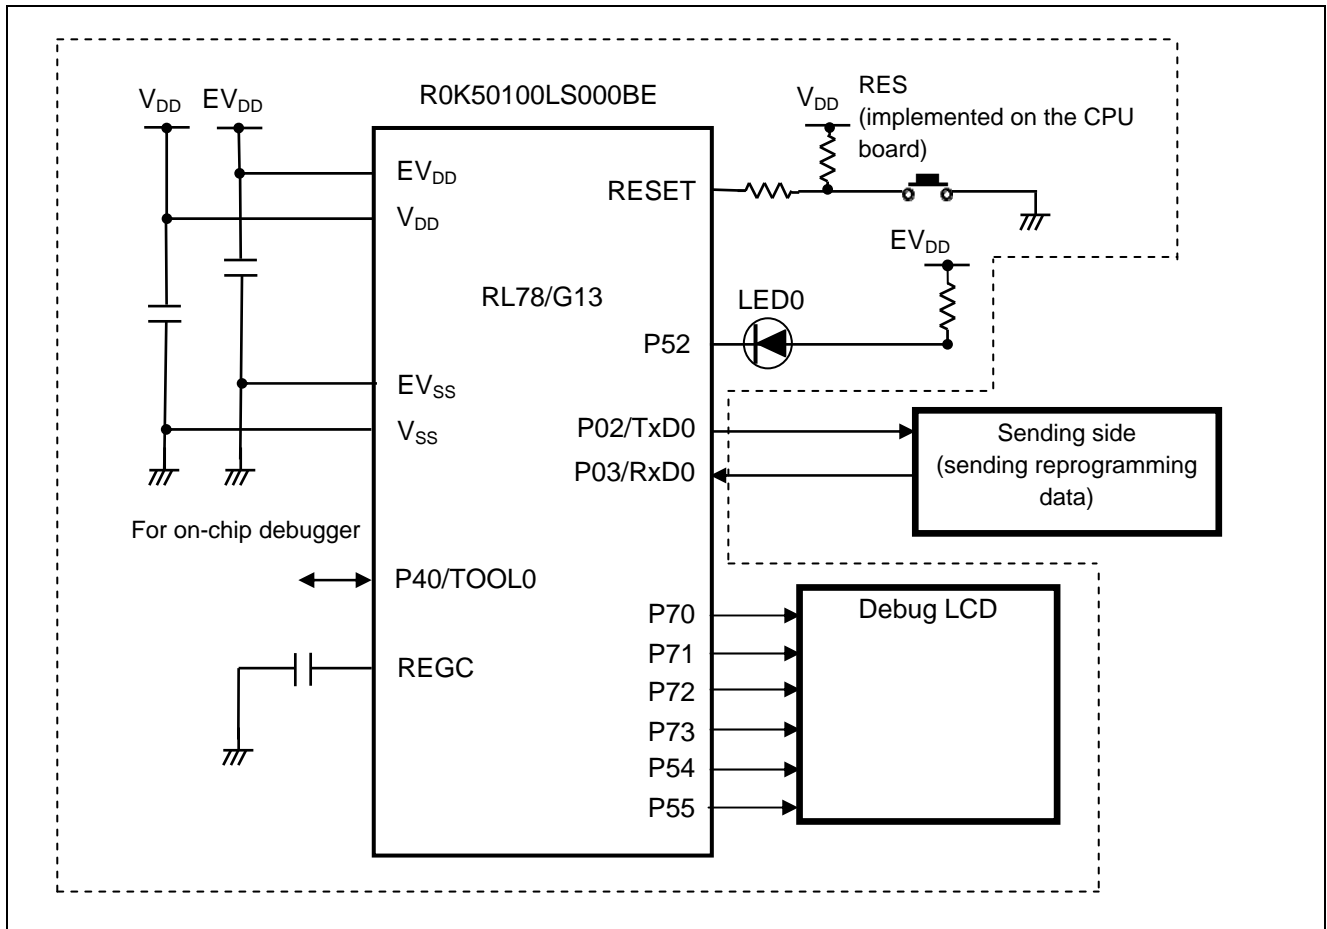 R0K50100LS000BE
VDD
EVDD
VDD
RES
(implemented on the CPU
board)
EVDD
VDD
RESET
EVDD
RL78/G13
LED0
P52
EVSS
VSS
P02/TxD0
P03/RxD0
Sending side
(sending reprogramming
data)
For on-chip debugger
P40/TOOL0
REGC
P70
P71
P72
P73
P54
P55
Debug LCD